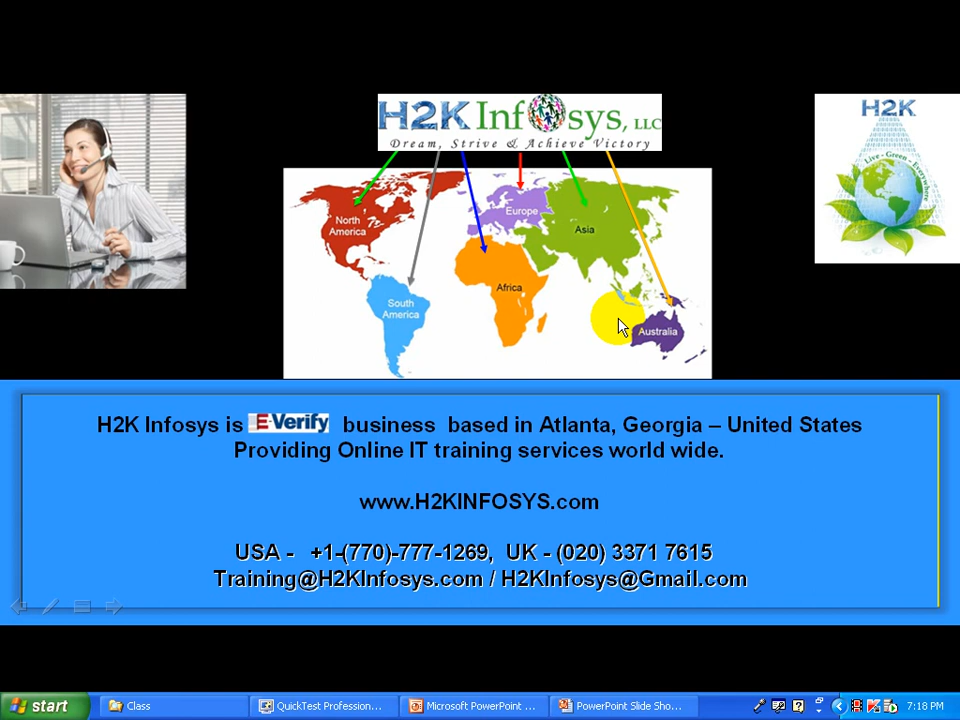 H2K Infosys, LLC
Dream, Strive & Achieve Victory
H2K
Live - Green - Everywhere
North America
Europe
Asia
Africa
South America
Australia
H2K Infosys is E-Verify business based in Atlanta, Georgia – United States
Providing Online IT training services world wide.
www.H2KINFOSYS.com
USA - +1-(770)-777-1269, UK - (020) 3371 7615
Training@H2KInfosys.com / H2KInfosys@Gmail.com
start Class QuickTest Profession... Microsoft PowerPoint ... PowerPoint Slide Sho... 7:18 PM